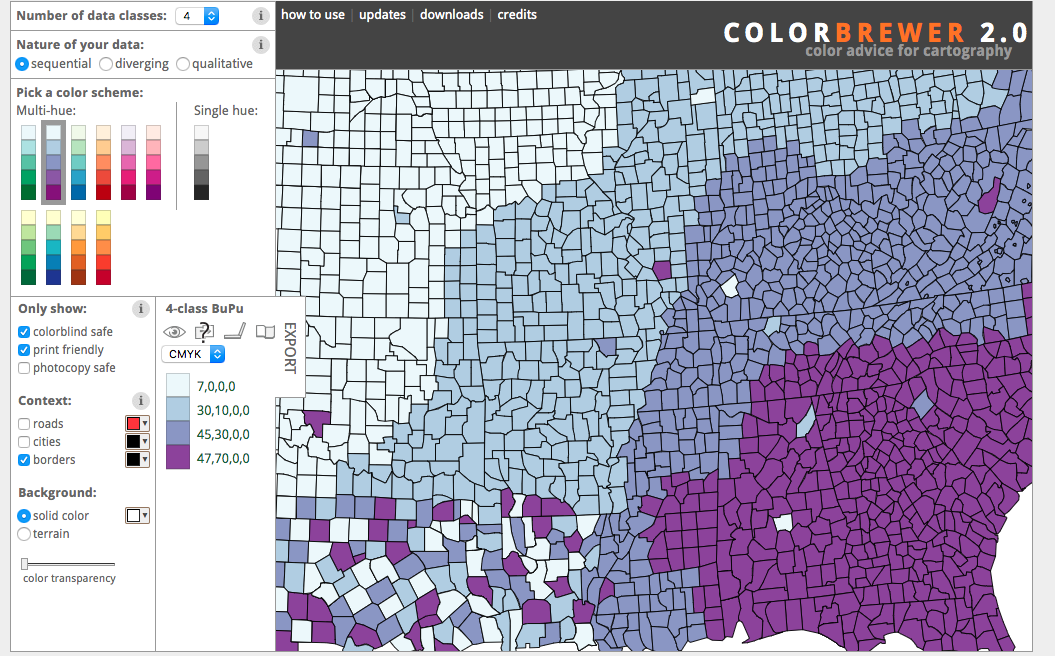 Number of data classes: 4 i
how to use | updates | downloads | credits
COLORBREWER 2.0
color advice for cartography
Nature of your data: i
sequential diverging qualitative
Pick a color scheme:
Multi-hue: Single hue:
Only show: i
colorblind safe
print friendly
photocopy safe
Context: i
roads
cities
borders
Background:
solid color
terrain
color transparency
4-class BuPu
?
EXPORT
CMYK
7,0,0,0
30,10,0,0
45,30,0,0
47,70,0,0